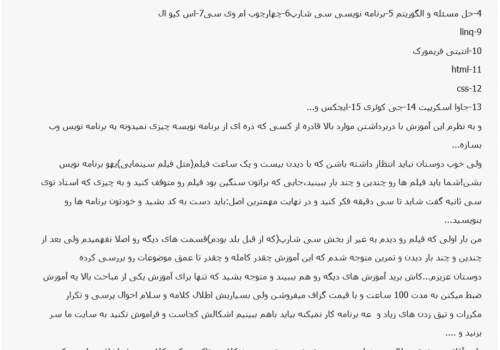 4-حل مسئله و الگوریتم 5-برنامه نویسی سی شارپ6-چهارچوب ام وی سی7-اس کیو ال
9-linq
10-انتیتی فریمورک
11-html
12-css
13-جاوا اسکریپت 14-جی کوئری 15-ایجکس و...
و به نظرم این آموزش با دربرداشتن موارد بالا قادره از کسی که ذره ای از برنامه نویسه چیزی نمیدونه یه برنامه نویس وب
بسازه...
ولی خوب دوستان نباید انتظار داشته باشن که با دیدن بیست و یک ساعت فیلم(مثل فیلم سینمایی)یهو برنامه نویس
بشن!شما باید فیلم ها رو چندین و چند بار ببینید،جایی که براتون سنگین بود فیلم رو متوقف کنید و به چیزی که استاد توی
سی ثانیه گفت شاید تا سی دقیقه فکر کنید و در نهایت مهمترین اصل:باید دست به کد بشید و خودتون برنامه ها رو
بنویسید...
من بار اولی که فیلم رو دیدم به غیر از بخش سی شارپ(که از قبل بلد بودم)قسمت های دیگه رو اصلا نفهمیدم ولی بعد از
چندین و چند بار دیدن و تمرین متوجه شدم که این آموزش چقدر کامله و چقدر تا عمق موضوعات رو بررسی کرده
دوستان عزیزم...کاش برید آموزش های دیگه رو هم ببیند و متوجه بشید که تنها برای آموزش یکی از مباحث بالا یه آموزش
ضبط میکنن به مدت 100 ساعت و با قیمت گزاف میفروشن ولی بسیاریش اطلال کلامه و سلام احوال پرسی و تکرار
مکررات و تپق زدن های زیاد و عه برنامه کار نمیکنه بیاید باهم ببینیم اشکالش کجاست و فراموش نکنید به سایت ما سر
بزنید و ....